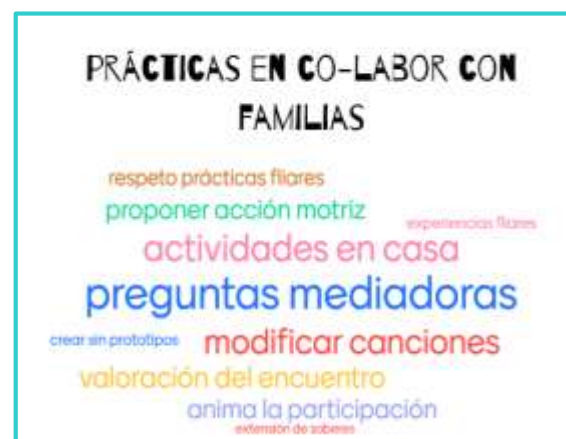 PRÁCTICAS EN CO-LABOR CON
FAMILIAS
respeto prácticas fliares
proponer acción motriz
experiencias fliares
actividades en casa
preguntas mediadoras
crear sin prototipos
modificar canciones
valoración del encuentro
anima la participación
extensión de saberes